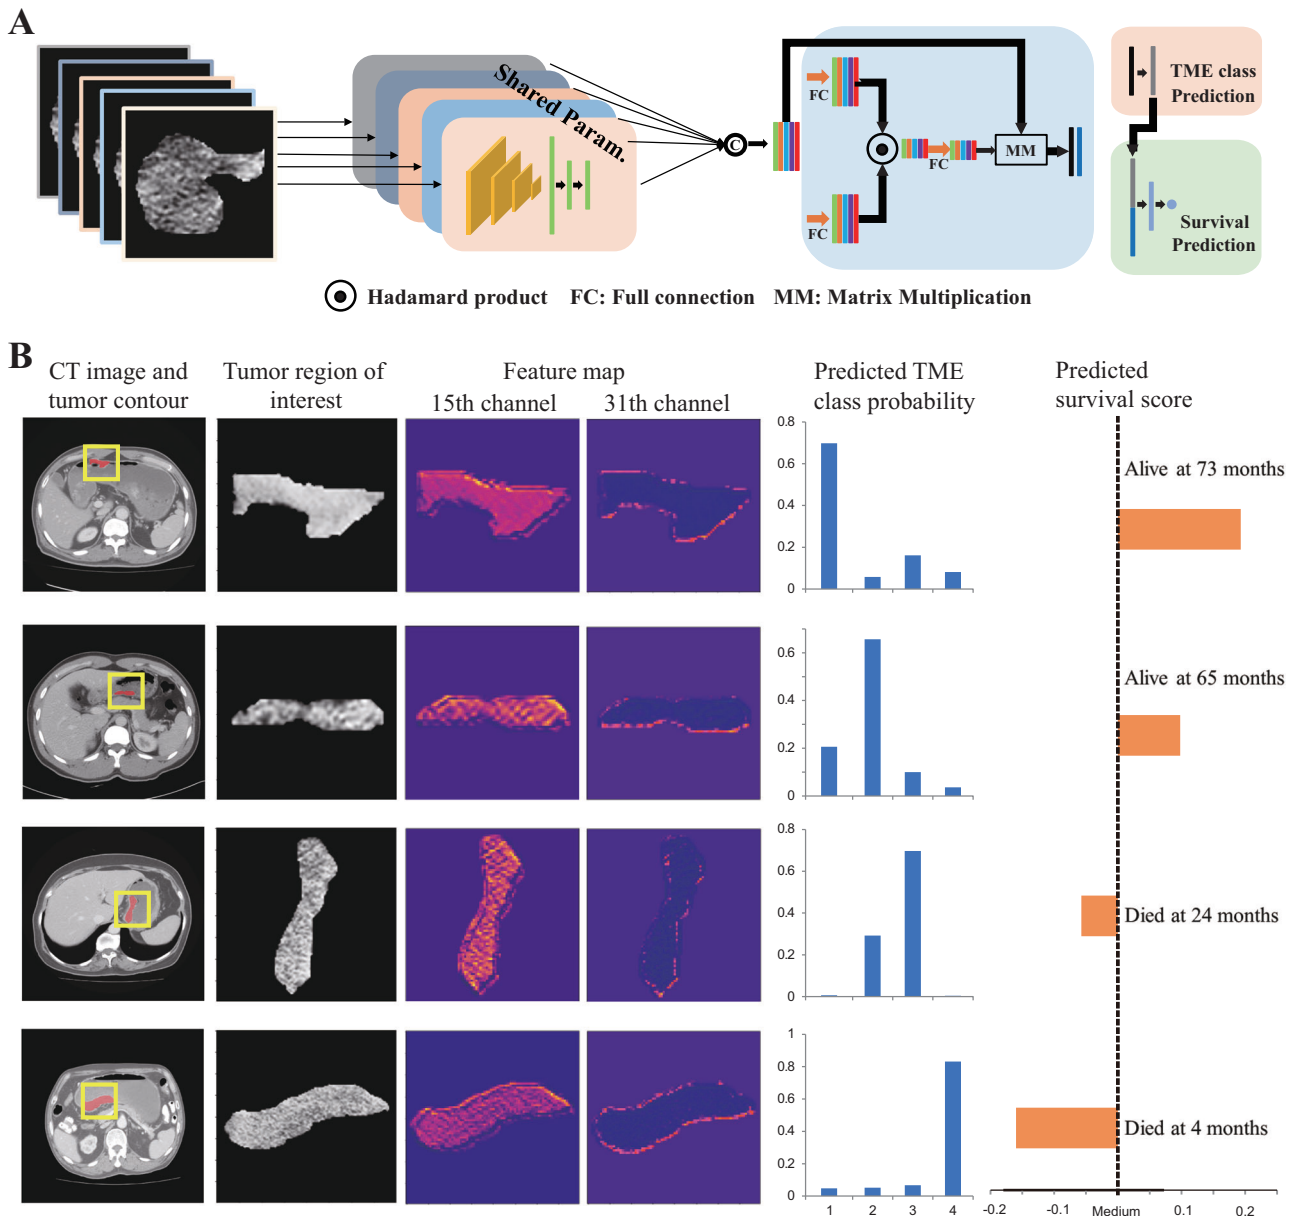 A
Shared Param.
C
FC
FC
FC
MM
TME class
Prediction
Survival
Prediction
Hadamard product FC: Full connection MM: Matrix Multiplication
B
CT image and
tumor contour
Tumor region of
interest
Feature map
15th channel
31th channel
Predicted TME
class probability
Predicted
survival score
0.8
0.6
0.4
0.2
0
Alive at 73 months
0.6
0.4
0.2
0
Alive at 65 months
0.8
0.6
0.4
0.2
0
Died at 24 months
1
0.8
0.6
0.4
0.2
0
1 2 3 4
Died at 4 months
-0.2 -0.1 Medium 0.1 0.2